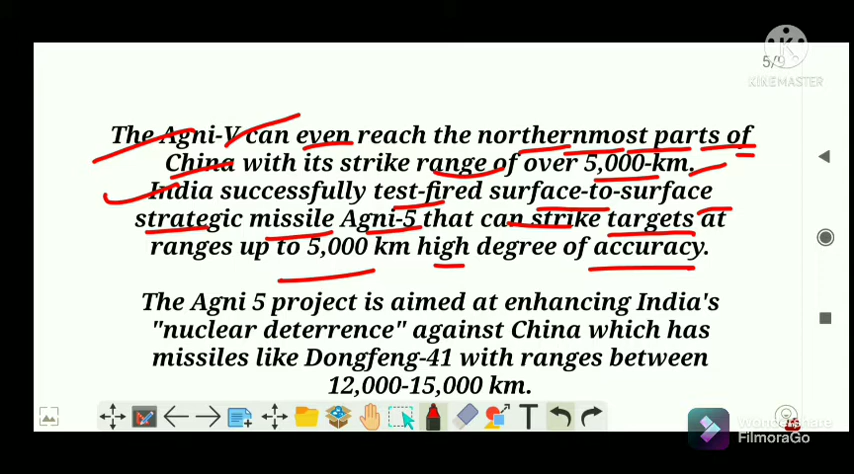 5/9
KINEMASTER
The Agni-V can even reach the northernmost parts of
China with its strike range of over 5,000-km.
India successfully test-fired surface-to-surface
strategic missile Agni-5 that can strike targets at
ranges up to 5,000 km high degree of accuracy.
The Agni 5 project is aimed at enhancing India's
"nuclear deterrence" against China which has
missiles like Dongfeng-41 with ranges between
12,000-15,000 km.
Wondershare
FilmoraGo